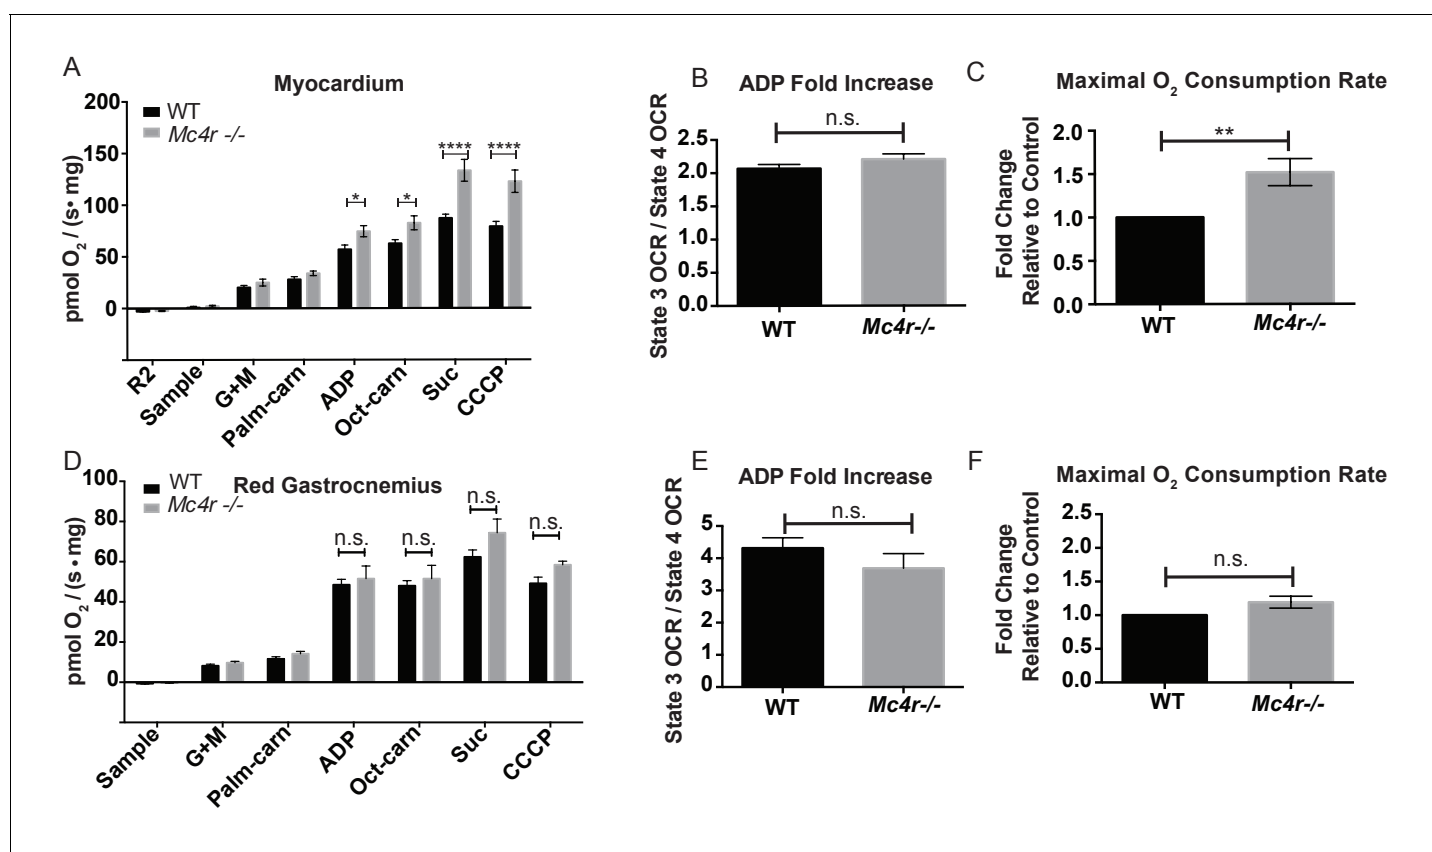 A
Myocardium
WT
Mc4r -/-
pmol O2 / (s• mg)
200
150
100
50
0
* * **** ****
R2 Sample G+M Palm-carn ADP Oct-carn Suc CCCP
B
ADP Fold Increase
n.s.
State 3 OCR / State 4 OCR
2.5
2.0
1.5
1.0
0.5
0.0
WT Mc4r-/-
C
Maximal O2 Consumption Rate
**
Fold Change
Relative to Control
2.0
1.5
1.0
0.5
0.0
WT Mc4r-/-
D
Red Gastrocnemius
WT
Mc4r -/-
pmol O2 / (s • mg)
100
80
60
40
20
0
n.s. n.s. n.s. n.s.
Sample G+M Palm-carn ADP Oct-carn Suc CCCP
E
ADP Fold Increase
n.s.
State 3 OCR / State 4 OCR
5
4
3
2
1
0
WT Mc4r-/-
F
Maximal O2 Consumption Rate
n.s.
Fold Change
Relative to Control
2.5
2.0
1.5
1.0
0.5
0.0
WT Mc4r-/-